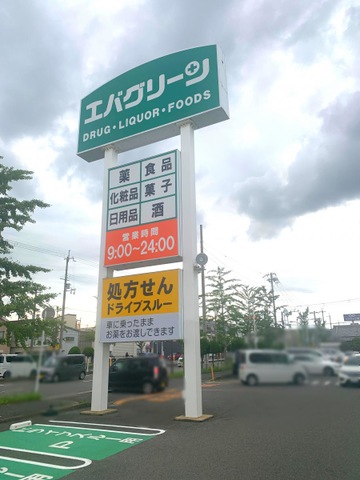 エバグリーン
DRUG・LIQUOR・FOODS
薬 食品
化粧品 菓子
日用品 酒
営業時間
9:00~24:00
処方せん
ドライブスルー
車に乗ったまま
お薬をお渡しできます